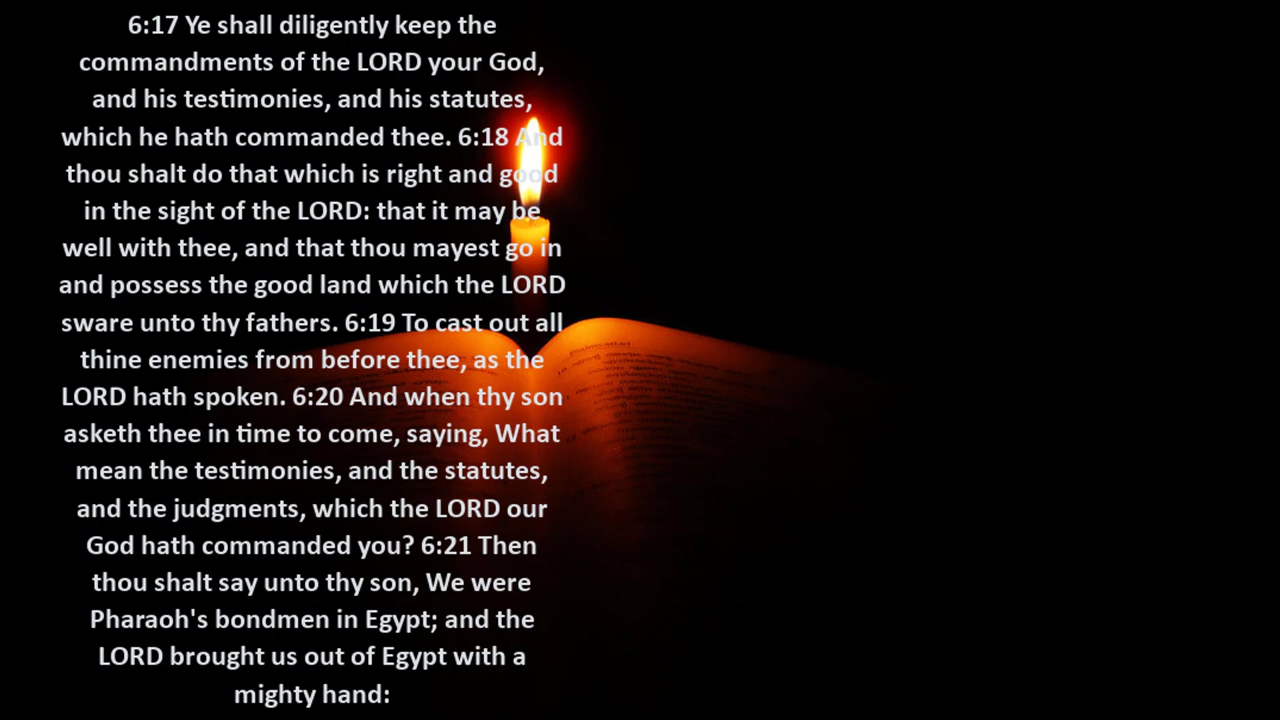 6:17 Ye shall diligently keep the
commandments of the LORD your God,
and his testimonies, and his statutes,
which he hath commanded thee. 6:18 And
thou shalt do that which is right and good
in the sight of the LORD: that it may be
well with thee, and that thou mayest go in
and possess the good land which the LORD
sware unto thy fathers. 6:19 To cast out all
thine enemies from before thee, as the
LORD hath spoken. 6:20 And when thy son
asketh thee in time to come, saying, What
mean the testimonies, and the statutes,
and the judgments, which the LORD our
God hath commanded you? 6:21 Then
thou shalt say unto thy son, We were
Pharaoh's bondmen in Egypt; and the
LORD brought us out of Egypt with a
mighty hand: